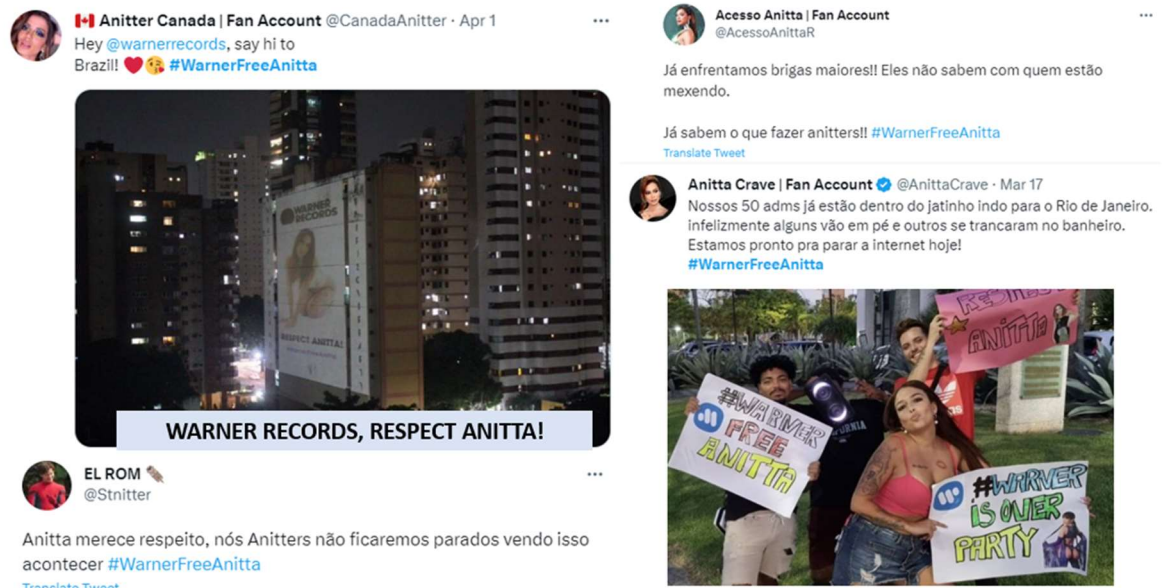 Anitter Canada | Fan Account @CanadaAnitter · Apr 1
Hey @warnerrecords, say hi to
Brazil! ❤️😘 #WarnerFreeAnitta
WARNER
RECORDS
RESPECT ANITTA!
WARNER RECORDS, RESPECT ANITTA!
EL ROM
@Stnitter
Anitta merece respeito, nós Anitters não ficaremos parados vendo isso
acontecer #WarnerFreeAnitta
Translate Tweet
Acesso Anitta | Fan Account
@AcessoAnittaR
Já enfrentamos brigas maiores!! Eles não sabem com quem estão
mexendo.
Já sabem o que fazer anitters!! #WarnerFreeAnitta
Translate Tweet
Anitta Crave | Fan Account @AnittaCrave · Mar 17
Nossos 50 adms já estão dentro do jatinho indo para o Rio de Janeiro.
infelizmente alguns vão em pé e outros se trancaram no banheiro.
Estamos pronto pra parar a internet hoje!
#WarnerFreeAnitta
RESPECT
ANITTA
#WARNER
FREE
ANITTA
#WARNER
IS OVER
PARTY